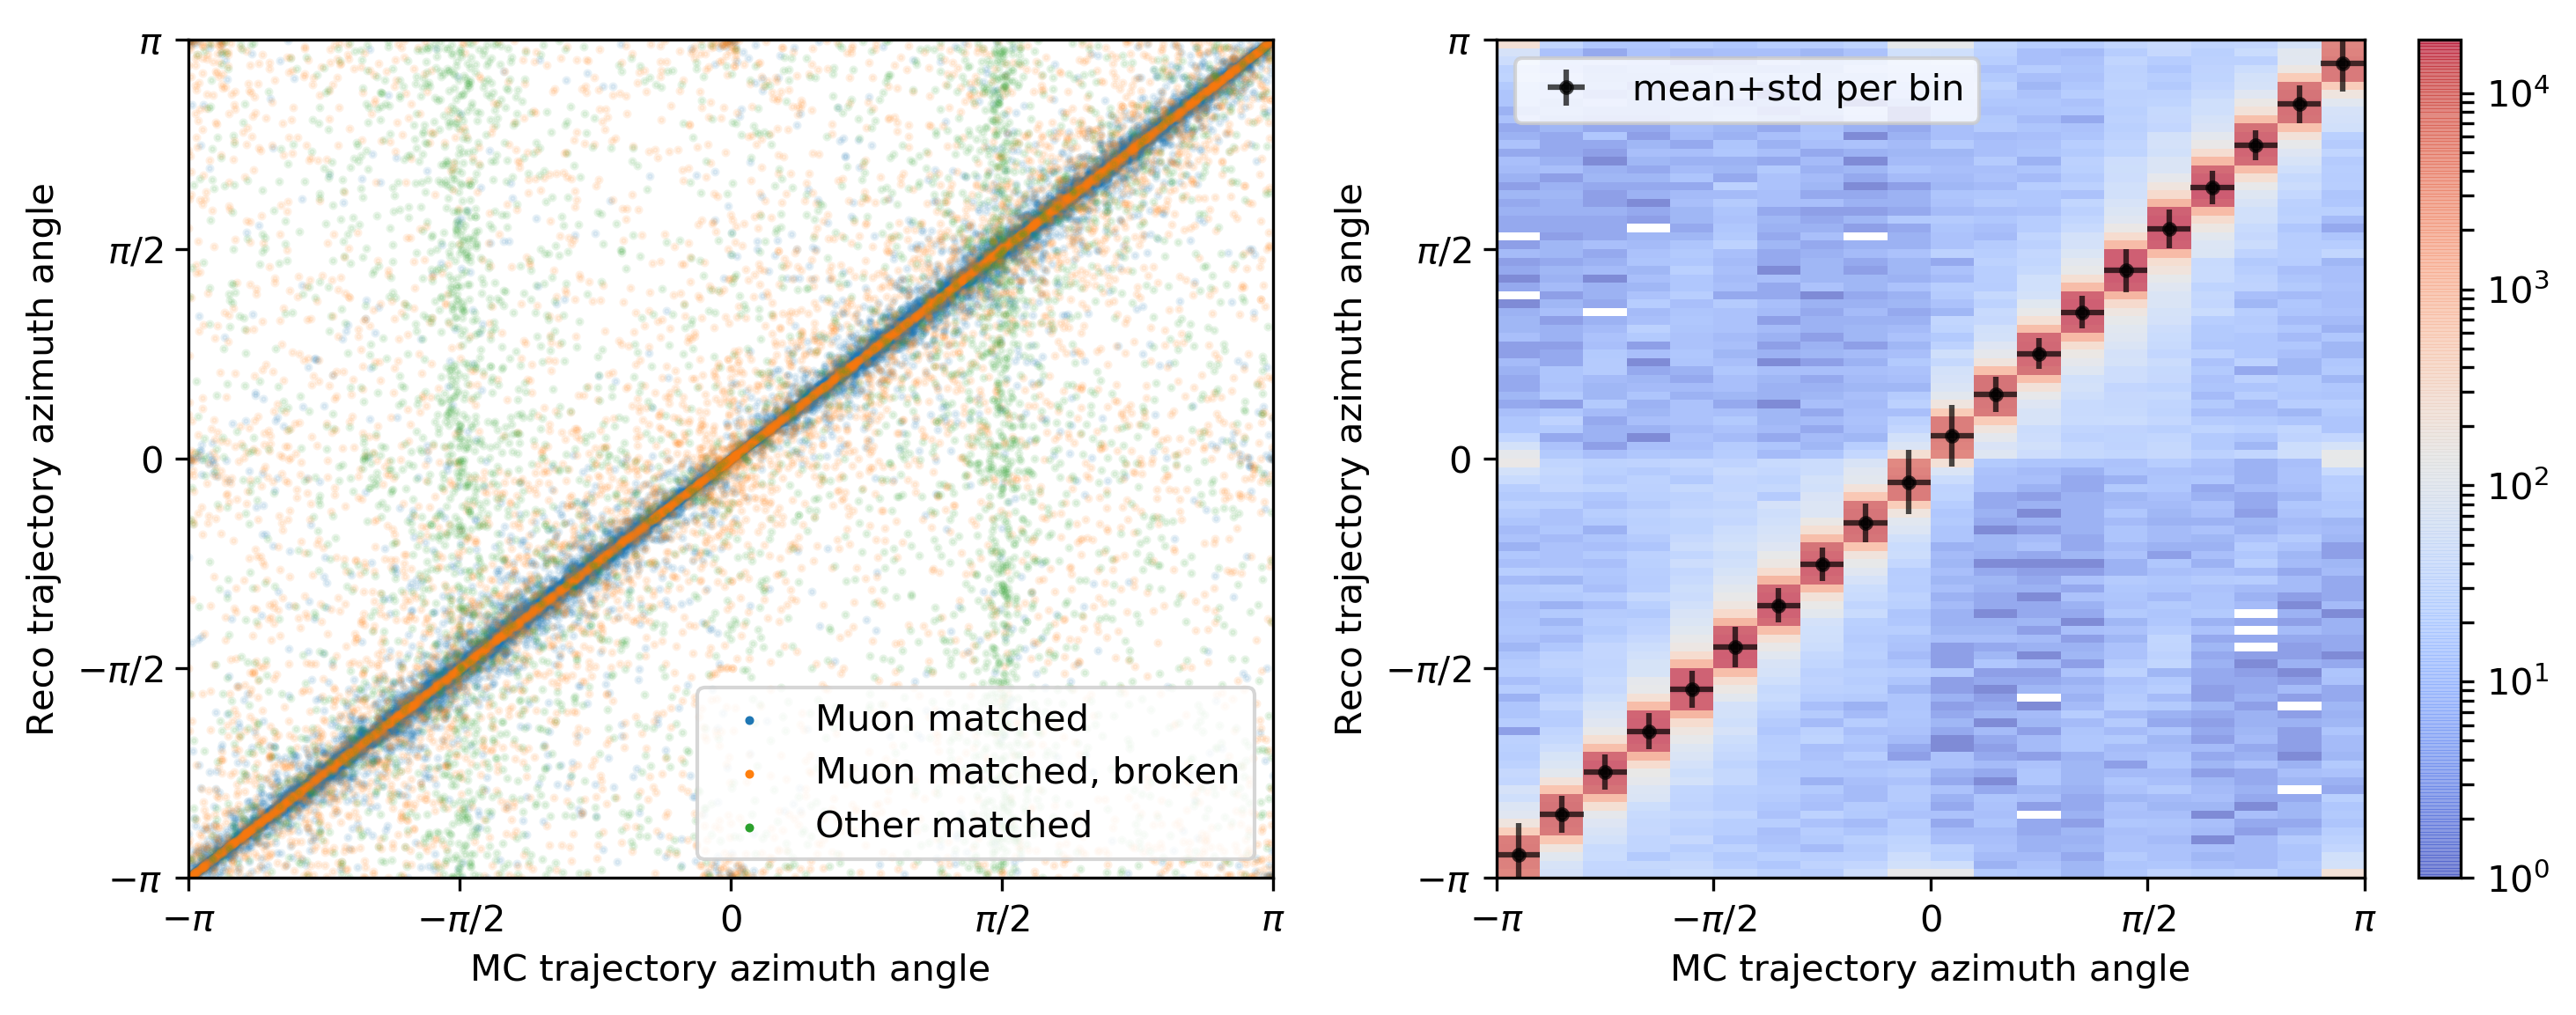 π
π/2
0
−π/2
−π
−π
−π/2
0
π/2
π
Reco trajectory azimuth angle
MC trajectory azimuth angle
Muon matched
Muon matched, broken
Other matched
π
π/2
0
−π/2
−π
−π
−π/2
0
π/2
π
Reco trajectory azimuth angle
MC trajectory azimuth angle
mean+std per bin
10⁴
10³
10²
10¹
10⁰